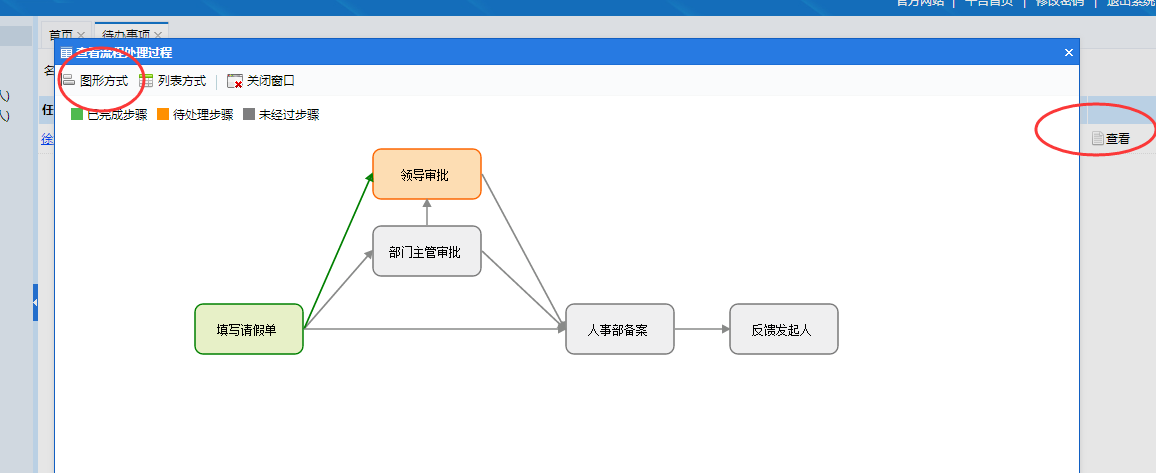 官方网站 | 平台首页 | 修改密码 | 退出系统
首页 待办事项
查看流程处理过程
名
图形方式 列表方式 关闭窗口
任
已完成步骤 待处理步骤 未经过步骤
徐
查看
领导审批
部门主管审批
填写请假单
人事部备案
反馈发起人